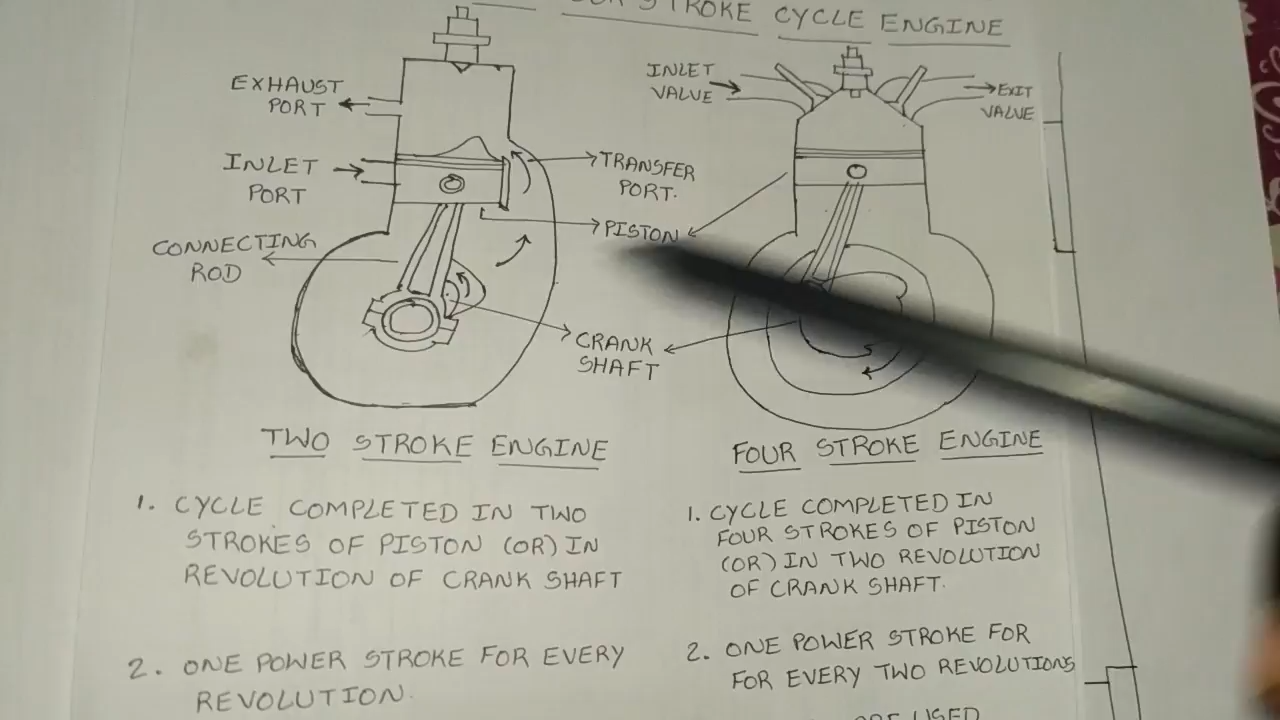 STROKE CYCLE ENGINE
EXHAUST
PORT
INLET
PORT
CONNECTING
ROD
TRANSFER
PORT.
PISTON
CRANK
SHAFT
INLET
VALVE
EXIT
VALVE
TWO STROKE ENGINE
1. CYCLE COMPLETED IN TWO
STROKES OF PISTON (OR) IN
REVOLUTION OF CRANK SHAFT
2. ONE POWER STROKE FOR EVERY
REVOLUTION.
FOUR STROKE ENGINE
1. CYCLE COMPLETED IN
FOUR STROKES OF PISTON
(OR) IN TWO REVOLUTION
OF CRANK SHAFT.
2. ONE POWER STROKE FOR
FOR EVERY TWO REVOLUTIONS
USED